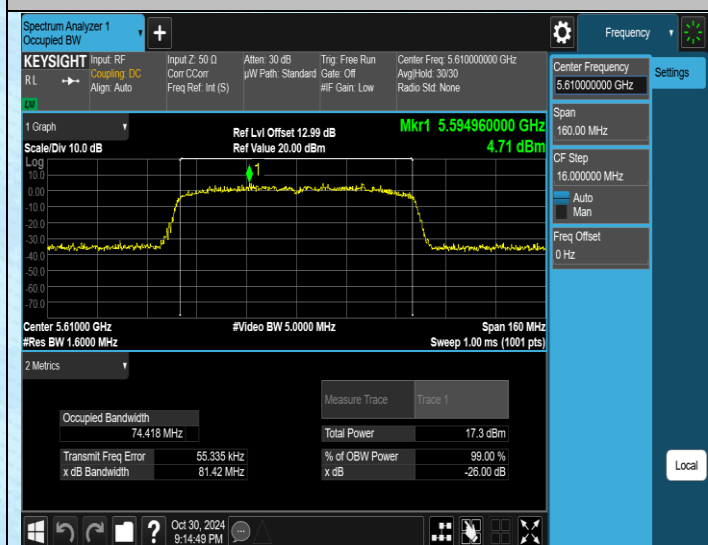 Spectrum Analyzer 1
Occupied BW
+
Frequency
KEYSIGHT
R L
Input: RF
Coupling: DC
Align: Auto
Input Z: 50 Ω
Corr CCorr
Freq Ref: Int (S)
Atten: 30 dB
µW Path: Standard
Trig: Free Run
Gate: Off
#IF Gain: Low
Center Freq: 5.610000000 GHz
Avg|Hold: 30/30
Radio Std: None
Center Frequency
5.610000000 GHz
Settings
Span
160.00 MHz
CF Step
16.000000 MHz
Auto
Man
Freq Offset
0 Hz
Local
1 Graph
Scale/Div 10.0 dB
Ref Lvl Offset 12.99 dB
Ref Value 20.00 dBm
Mkr1 5.594960000 GHz
4.71 dBm
Log
10.0
0.00
-10.0
-20.0
-30.0
-40.0
-50.0
-60.0
-70.0
1
Center 5.61000 GHz
#Res BW 1.6000 MHz
#Video BW 5.0000 MHz
Span 160 MHz
Sweep 1.00 ms (1001 pts)
2 Metrics
Measure Trace
Trace 1
Occupied Bandwidth
74.418 MHz
Total Power
17.3 dBm
Transmit Freq Error
55.335 kHz
% of OBW Power
99.00 %
x dB Bandwidth
81.42 MHz
x dB
-26.00 dB
?
Oct 30, 2024
9:14:49 PM